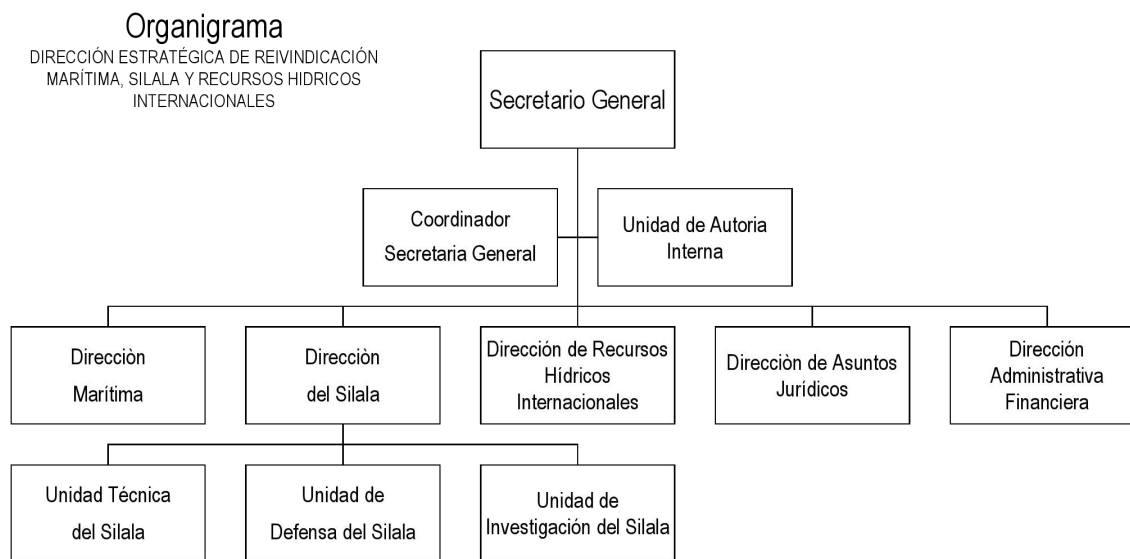 Organigrama
DIRECCIÓN ESTRATÉGICA DE REIVINDICACIÓN
MARÍTIMA, SILALA Y RECURSOS HIDRICOS
INTERNACIONALES
Secretario General
Coordinador
Secretaria General
Unidad de Autoria
Interna
Direcciòn
Marítima
Direcciòn
del Silala
Dirección de Recursos
Hídricos
Internacionales
Direcciòn de Asuntos
Jurídicos
Dirección
Administrativa
Financiera
Unidad Técnica
del Silala
Unidad de
Defensa del Silala
Unidad de
Investigación del Silala